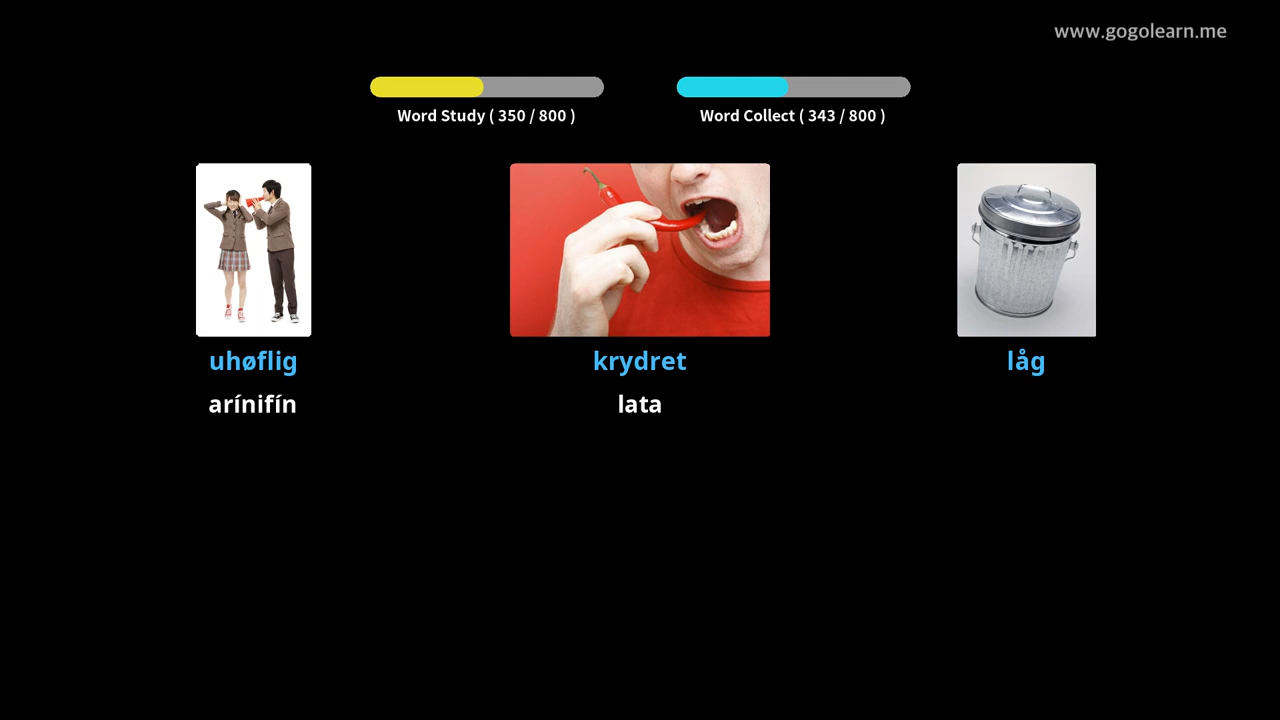 www.gogolearn.me
Word Study ( 350 / 800 )
Word Collect ( 343 / 800 )
uhøflig
krydret
låg
arínifín
lata